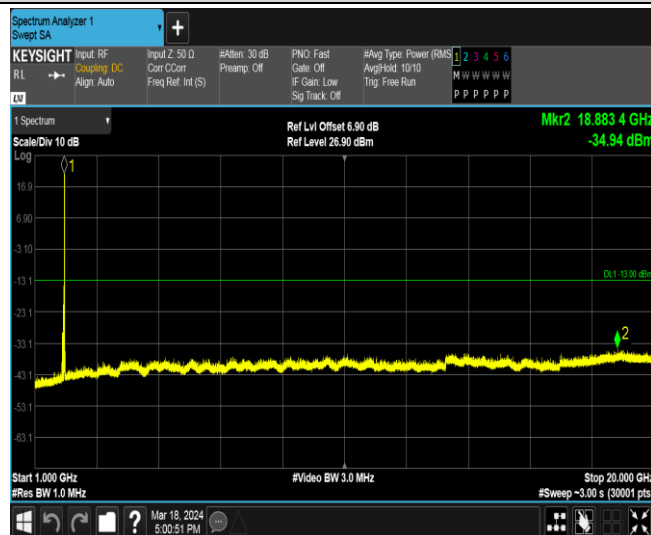 Spectrum Analyzer 1
Swept SA
+
KEYSIGHT Input: RF Input Z: 50 Ω #Atten: 30 dB PNO: Fast #Avg Type: Power (RMS 1 2 3 4 5 6
RL Coupling: DC Corr CCorr Preamp: Off Gate: Off Avg|Hold: 10/10 M W W W W W
Align: Auto Freq Ref: Int (S) IF Gain: Low Trig: Free Run
Sig Track: Off P P P P P P
LXI
1 Spectrum Ref Lvl Offset 6.90 dB Mkr2 18.883 4 GHz
Scale/Div 10 dB Ref Level 26.90 dBm -34.94 dBm
Log
1
16.9
6.90
-3.10
DL1 -13.00 dBm
-13.1
-23.1
2
-33.1
-43.1
-53.1
-63.1
Start 1.000 GHz #Video BW 3.0 MHz Stop 20.000 GHz
#Res BW 1.0 MHz #Sweep ~3.00 s (30001 pts
? Mar 18, 2024
5:00:51 PM